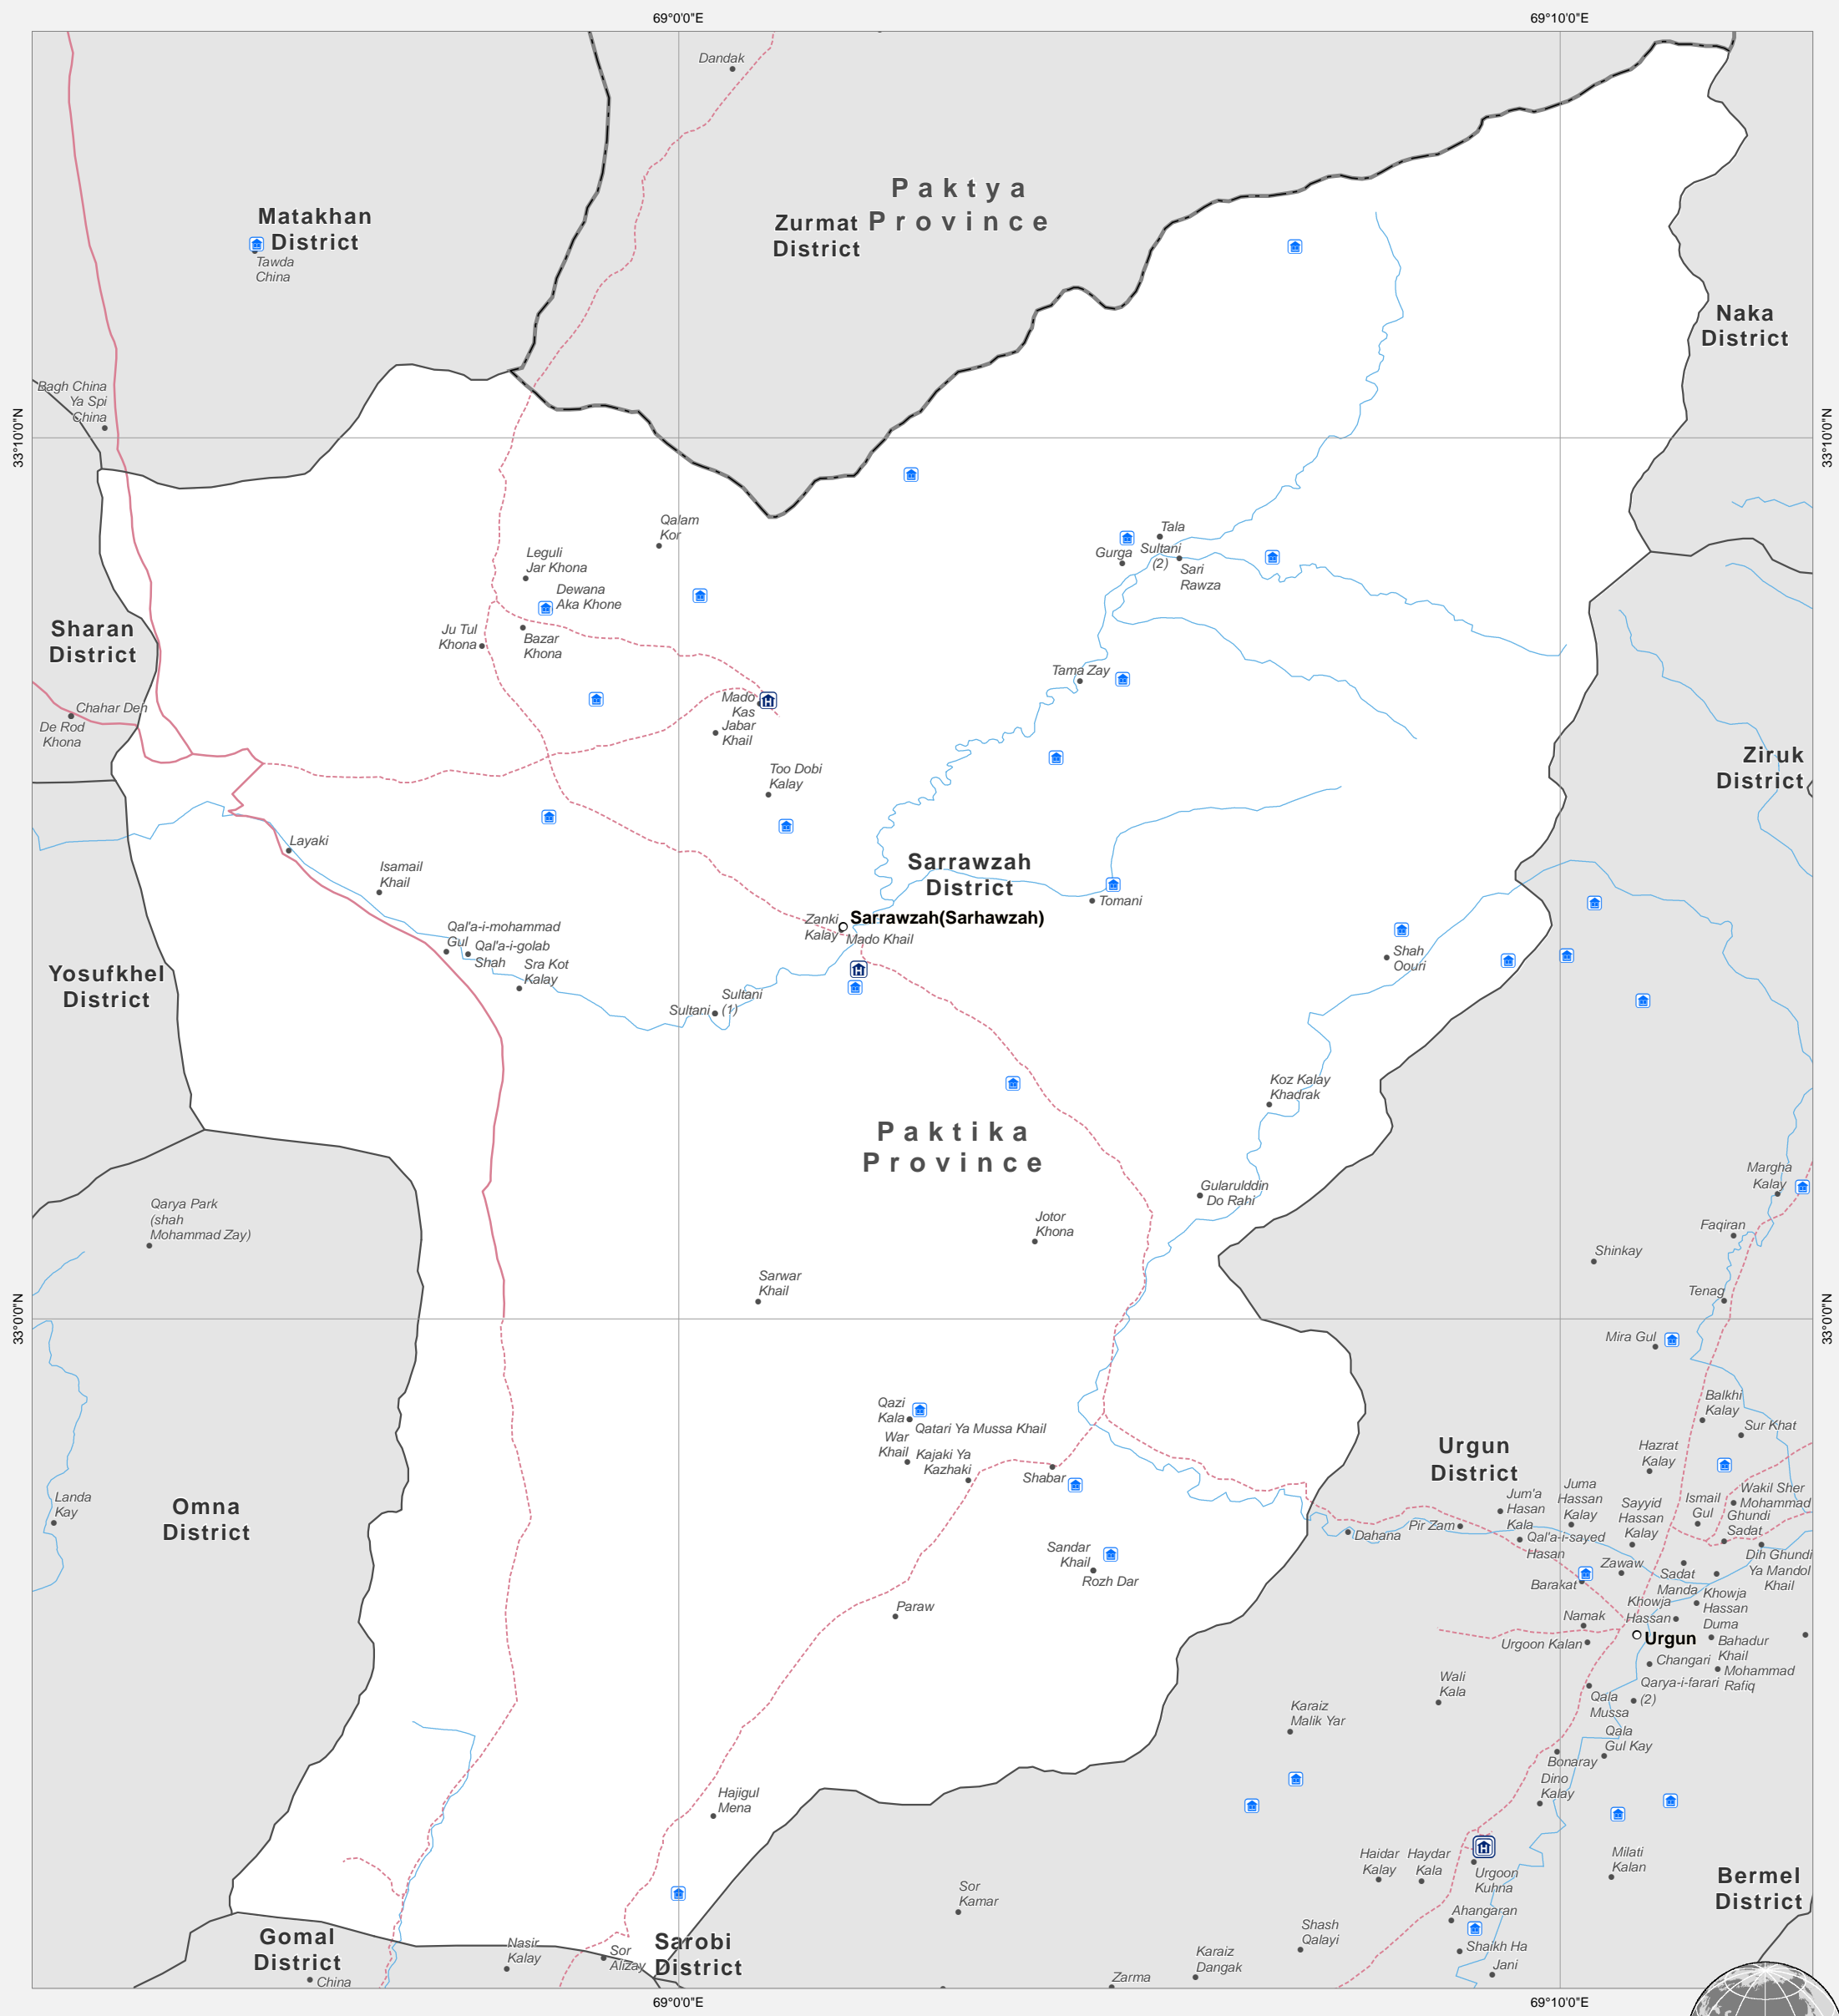 69°0'0"E
69°10'0"E
Dandak
Paktya
Province
Matakhan
District
Zurmat
District
Tawda
China
Naka
District
Bagh China
Ya Spi
China
33°10'0"N
33°10'0"N
Qalam
Kor
Leguli
Jar Khona
Dewana
Aka Khone
Tala
Gurga
Sultani
(2)
Sari
Rawza
Sharan
District
Ju Tul
Khona
Bazar
Khona
Tama Zay
Mado
Kas
Jabar
Khail
Chahar Deh
De Rod
Khona
Ziruk
District
Too Dobi
Kalay
Layaki
Isamail
Khail
Sarrawzah
District
Tomani
Zanki
Kalay
Sarrawzah(Sarhawzah)
Mado Khail
Qal'a-i-mohammad
Gul
Qal'a-i-golab
Shah
Sra Kot
Kalay
Shah
Oouri
Yosufkhel
District
Sultani
Sultani
(1)
Koz Kalay
Khadrak
Paktika
Province
Margha
Kalay
Gularulddin
Do Rahi
Qarya Park
(shah
Mohammad Zay)
Jotor
Khona
Faqiran
Shinkay
Sarwar
Khail
Tenag
33°0'0"N
33°0'0"N
Mira Gul
Qazi
Kala
Qatari Ya Mussa Khail
War
Khail
Kajaki Ya
Kazhaki
Shabar
Balkhi
Kalay
Sur Khat
Hazrat
Kalay
Urgun
District
Landa
Kay
Omna
District
Jum'a
Hasan
Kala
Juma
Hassan
Kalay
Sayyid
Hassan
Kalay
Ismail
Gul
Wakil Sher
Mohammad
Ghundi
Sadat
Dahana
Pir Zam
Qal'a-i-sayed
Hasan
Sandar
Khail
Rozh Dar
Dih Ghundi
Ya Mandol
Khail
Zawaw
Sadat
Manda
Barakat
Khowja
Hassan
Khowja
Hassan
Duma
Paraw
Namak
Urgoon Kalan
Urgun
Bahadur
Khail
Changari
Mohammad
Rafiq
Qarya-i-farari
(2)
Wali
Kala
Qala
Mussa
Karaiz
Malik Yar
Qala
Gul Kay
Bonaray
Dino
Kalay
Hajigul
Mena
Haidar
Kalay
Haydar
Kala
Urgoon
Kuhna
Milati
Kalan
Bermel
District
Sor
Kamar
Ahangaran
Shash
Qalayi
Shaikh Ha
Jani
Gomal
District
China
Nasir
Kalay
Sor
Alizay
Sarobi
District
Karaiz
Dangak
Zarma
69°0'0"E
69°10'0"E